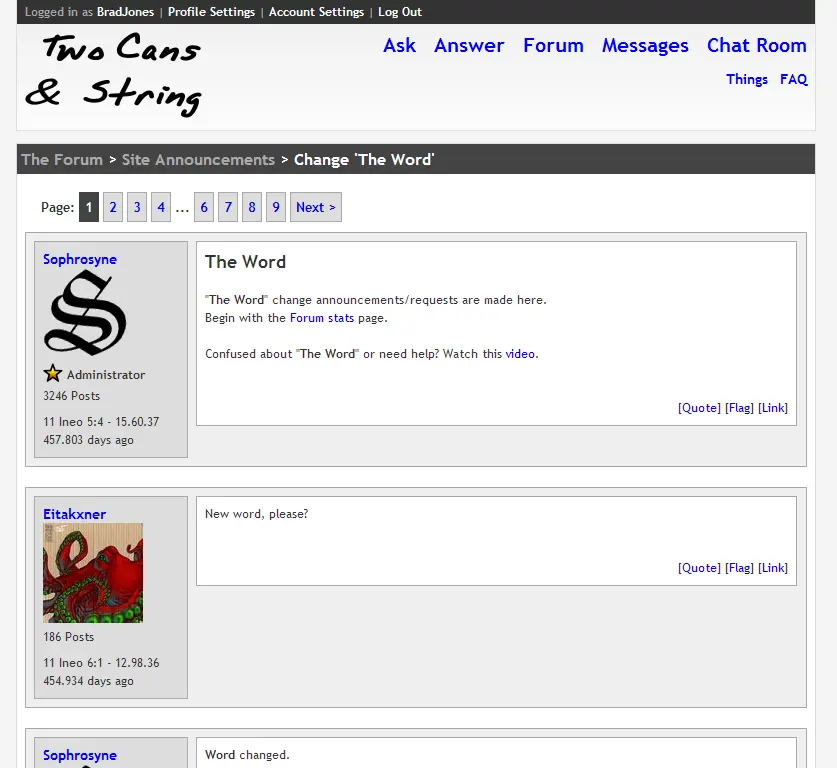 Logged in as BradJones | Profile Settings | Account Settings | Log Out
Two Cans
& String
Ask Answer Forum Messages Chat Room
Things FAQ
The Forum > Site Announcements > Change 'The Word'
Page: 1 2 3 4 ... 6 7 8 9 Next >
Sophrosyne
S
Administrator
3246 Posts
11 Ineo 5:4 - 15.60.37
457.803 days ago
The Word
"The Word" change announcements/requests are made here.
Begin with the Forum stats page.
Confused about "The Word" or need help? Watch this video.
[Quote] [Flag] [Link]
Eitakxner
186 Posts
11 Ineo 6:1 - 12.98.36
454.934 days ago
New word, please?
[Quote] [Flag] [Link]
Sophrosyne
Word changed.